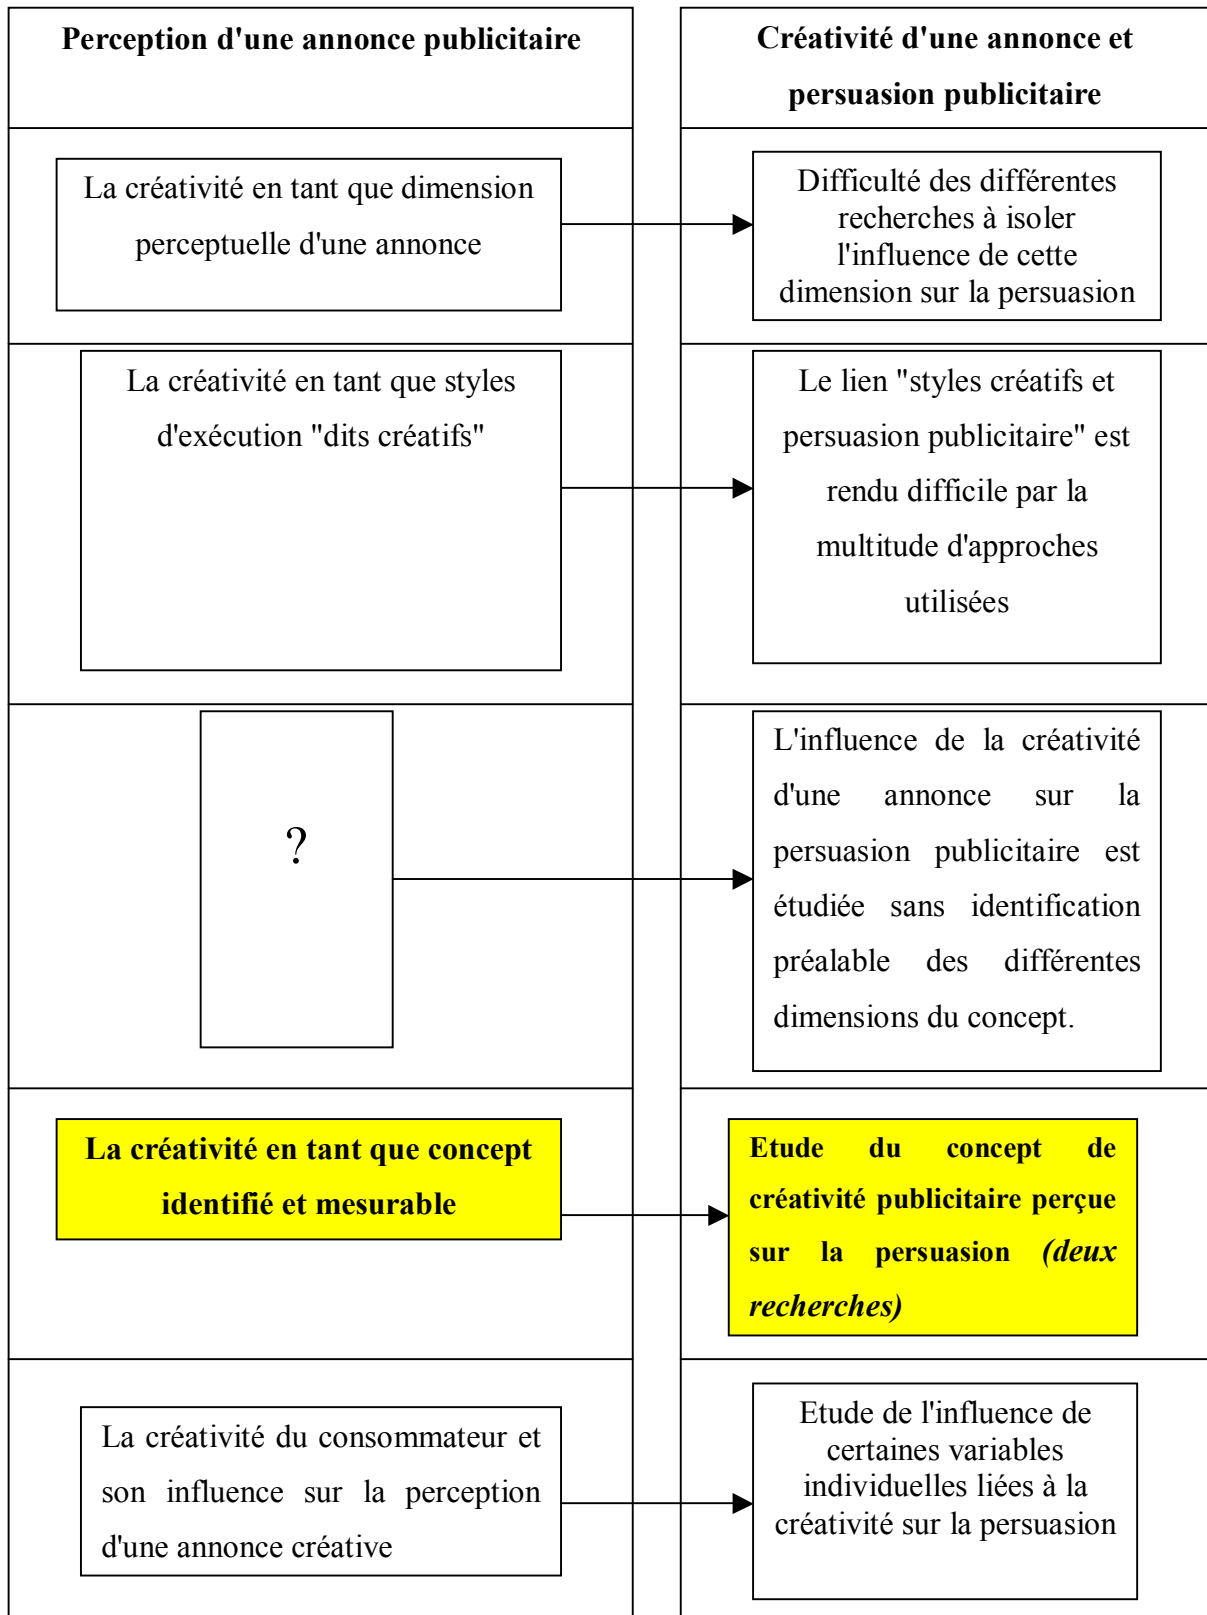 Perception d'une annonce publicitaire
Créativité d'une annonce et
persuasion publicitaire
La créativité en tant que dimension
perceptuelle d'une annonce
Difficulté des différentes
recherches à isoler
l'influence de cette
dimension sur la persuasion
La créativité en tant que styles
d'exécution "dits créatifs"
Le lien "styles créatifs et
persuasion publicitaire" est
rendu difficile par la
multitude d'approches
utilisées
?
L'influence de la créativité
d'une annonce sur la
persuasion publicitaire est
étudiée sans identification
préalable des différentes
dimensions du concept.
La créativité en tant que concept
identifié et mesurable
Etude du concept de
créativité publicitaire perçue
sur la persuasion (deux
recherches)
La créativité du consommateur et
son influence sur la perception
d'une annonce créative
Etude de l'influence de
certaines variables
individuelles liées à la
créativité sur la persuasion